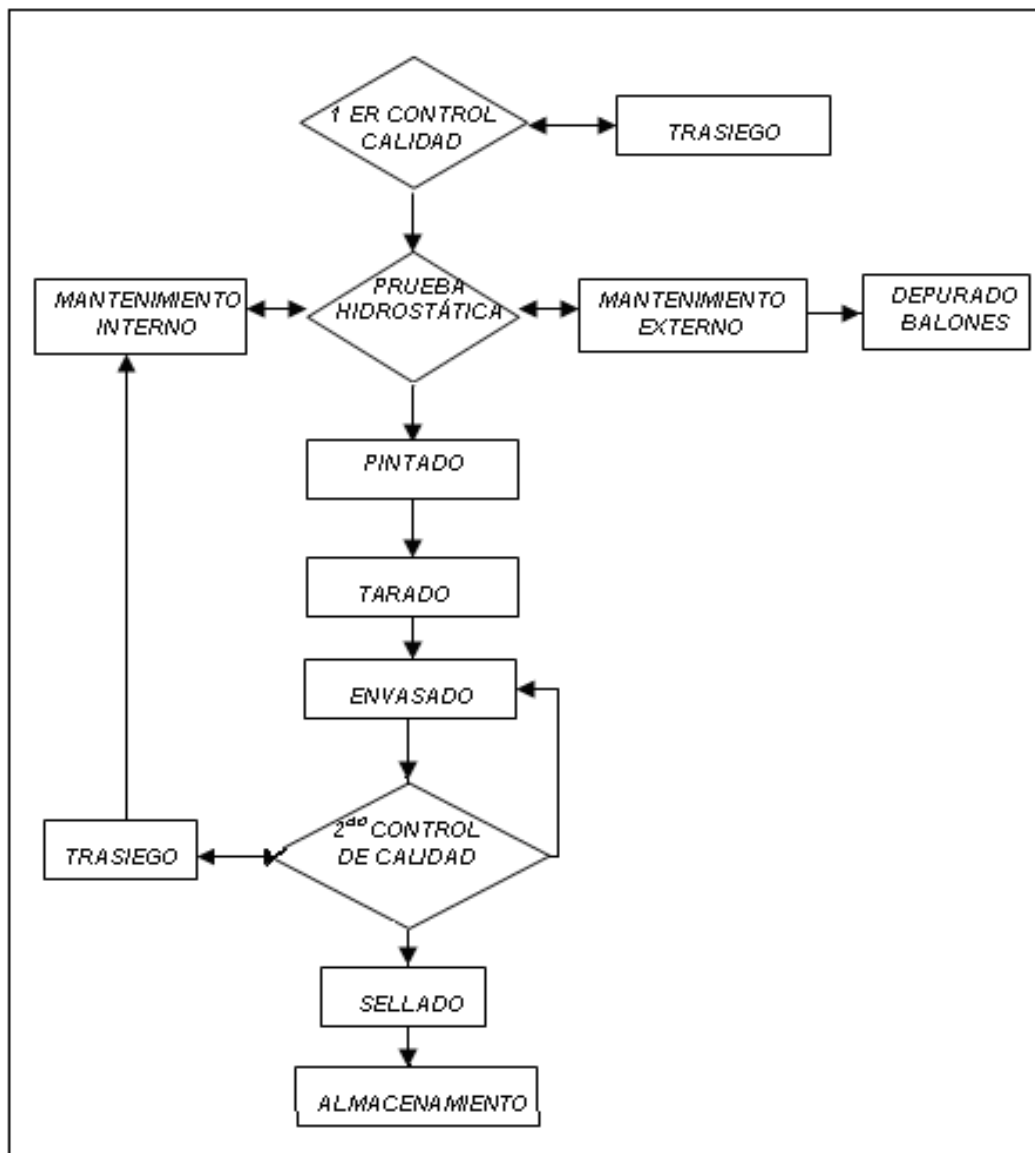 1 ER CONTROL
CALIDAD
TRASIEGO
MANTENIMIENTO
INTERNO
PRUEBA
HIDROSTÁTICA
MANTENIMIENTO
EXTERNO
DEPURADO
BALONES
PINTADO
TARADO
ENVASADO
TRASIEGO
2do CONTROL
DE CALIDAD
SELLADO
ALMACENAMIENTO